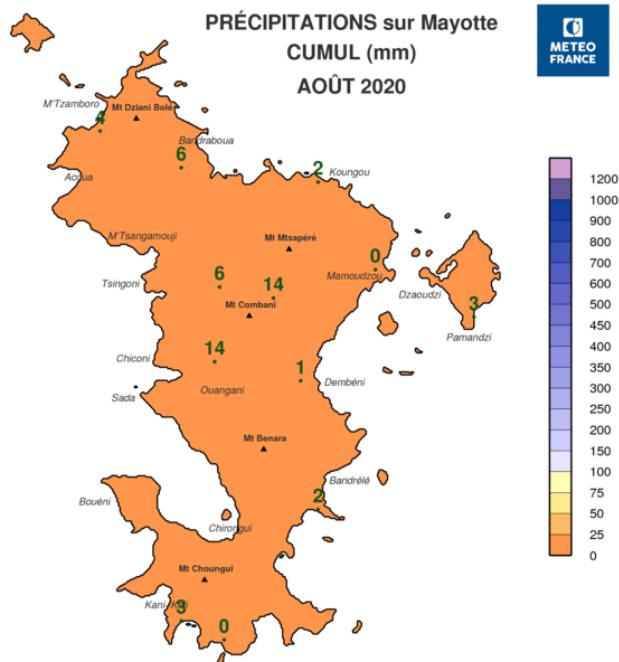 PRÉCIPITATIONS sur Mayotte
CUMUL (mm)
AOÛT 2020
METEO
FRANCE
M'Tzamboro
Mt Dziani Bolé
4
Bandraboua
6
2
Koungou
Acoua
M'Tsangamouji
Mt Mtsapéré
0
Mamoudzou
Tsingoni
6
14
Dzaoudzi
3
Mt Combani
Pamandzi
14
Chiconi
1
Dembéni
Ouangani
Sada
Mt Benara
Bandrélé
2
Bouéni
Chirongui
Mt Choungui
Kani-Kéli
3
0
1200
1000
900
800
700
600
500
450
400
350
300
250
200
150
100
75
50
25
0